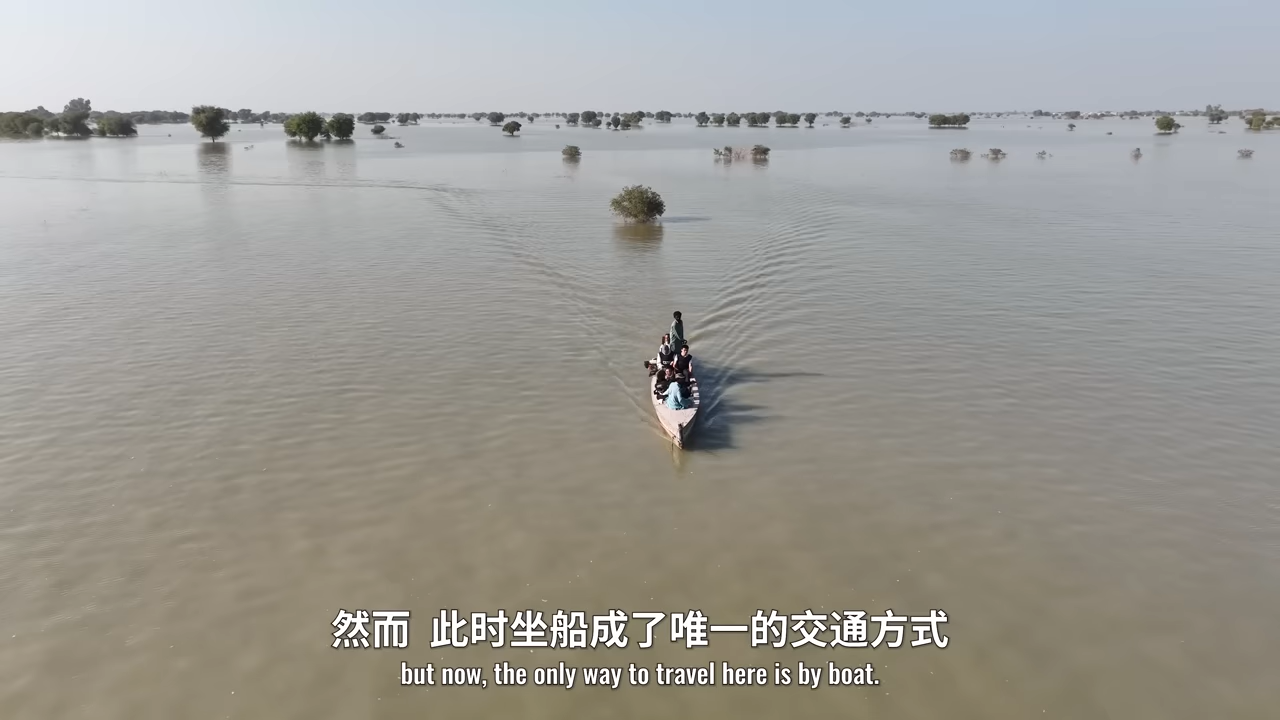 然而 此时坐船成了唯一的交通方式
but now, the only way to travel here is by boat.